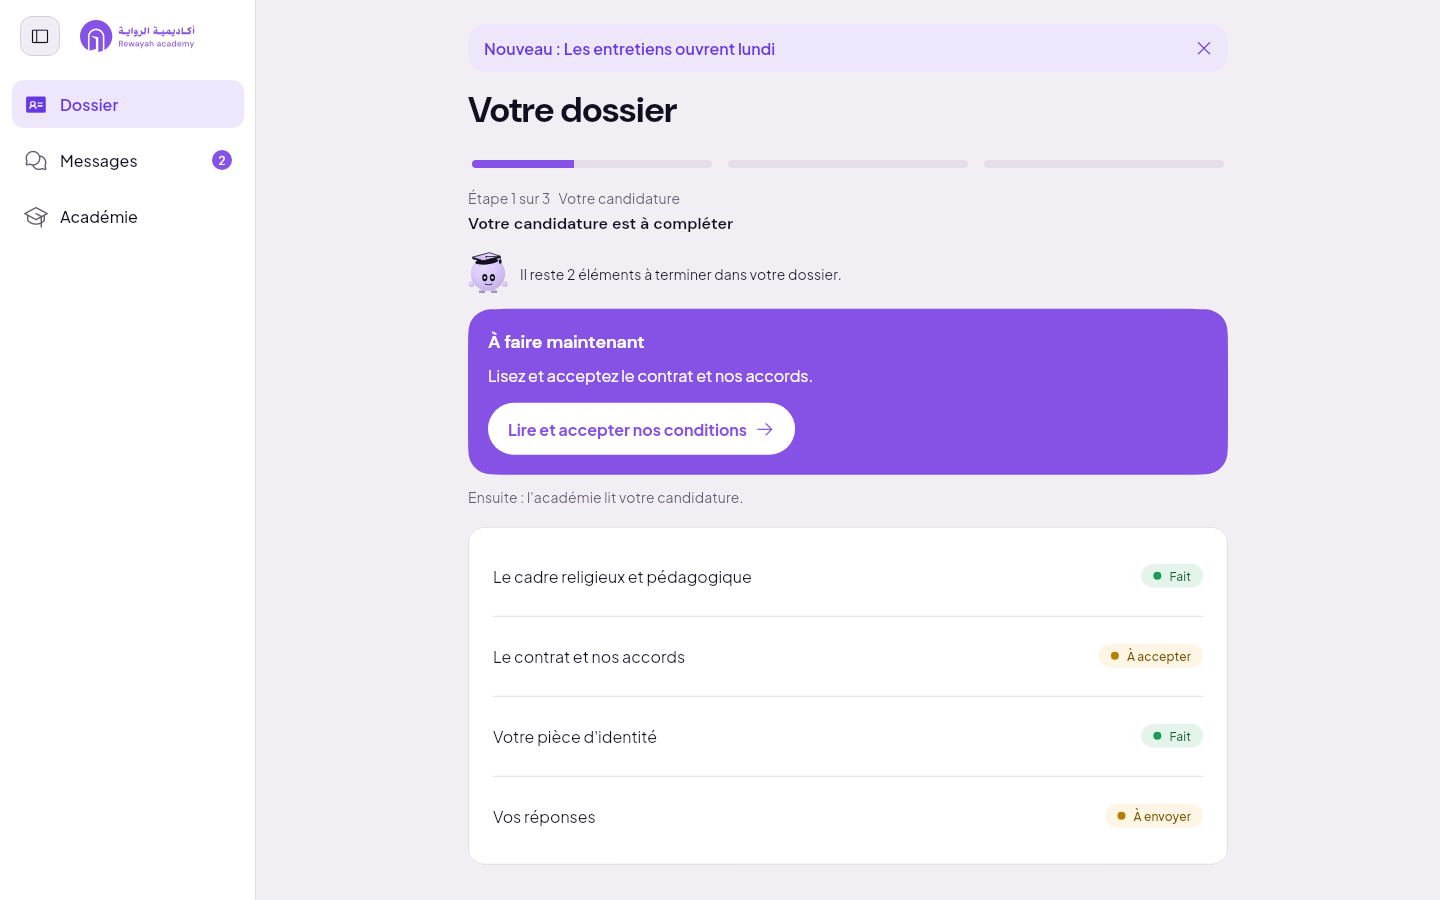 أكاديمية الرواية
Rewayah academy
Dossier
Messages
2
Académie
Nouveau : Les entretiens ouvrent lundi
Votre dossier
Étape 1 sur 3 Votre candidature
Votre candidature est à compléter
Il reste 2 éléments à terminer dans votre dossier.
À faire maintenant
Lisez et acceptez le contrat et nos accords.
Lire et accepter nos conditions
Ensuite : l'académie lit votre candidature.
Le cadre religieux et pédagogique
Fait
Le contrat et nos accords
À accepter
Votre pièce d'identité
Fait
Vos réponses
À envoyer